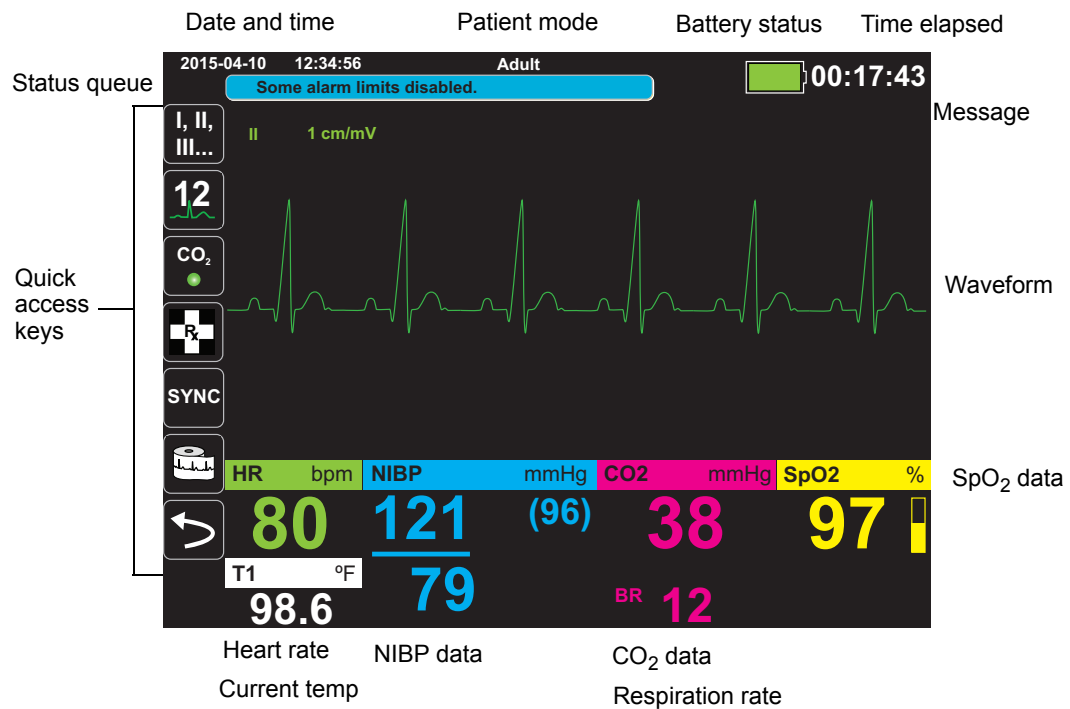 Date and time Patient mode Battery status Time elapsed
2015-04-10 12:34:56 Adult
00:17:43
Status queue
Some alarm limits disabled.
Message
I, II,
III...
II 1 cm/mV
12
CO₂
Quick
access
keys
Waveform
Rx
SYNC
HR bpm NIBP mmHg CO2 mmHg SpO2 %
SpO₂ data
80 121 (96) 38 97
T1 ºF
79
98.6
BR 12
Heart rate NIBP data CO₂ data
Current temp Respiration rate